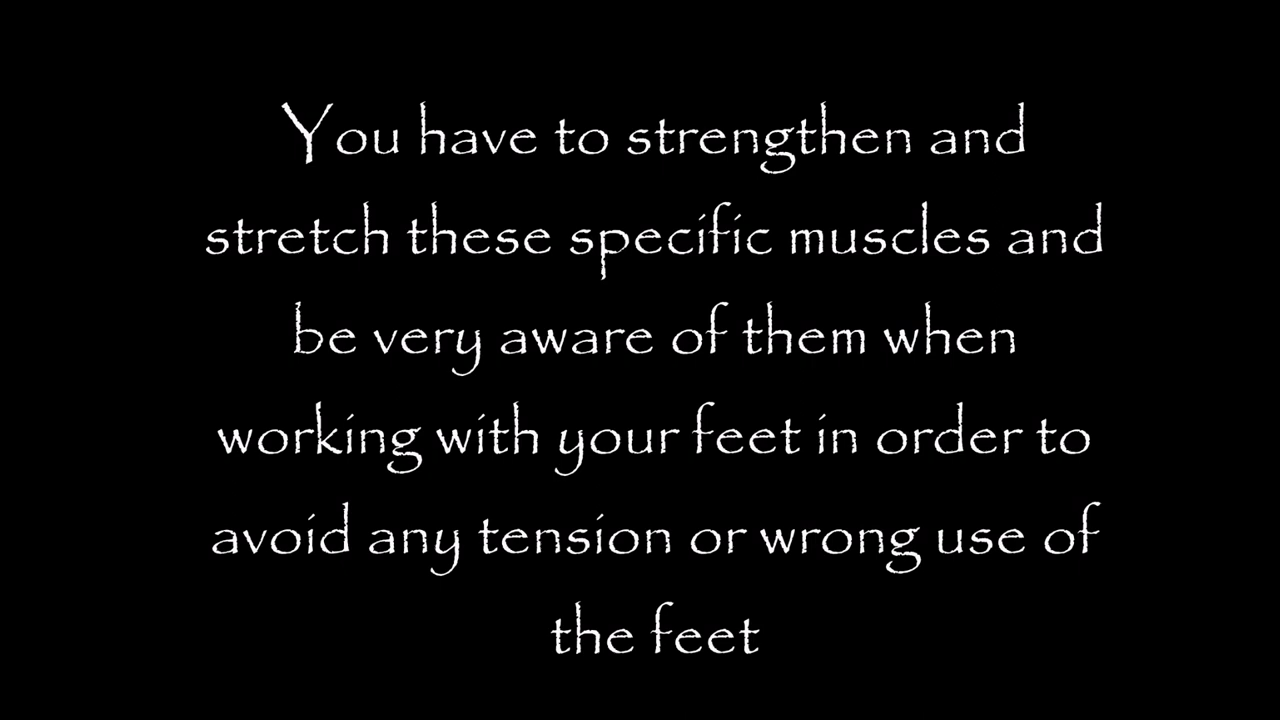 You have to strengthen and
stretch these specific muscles and
be very aware of them when
working with your feet in order to
avoid any tension or wrong use of
the feet